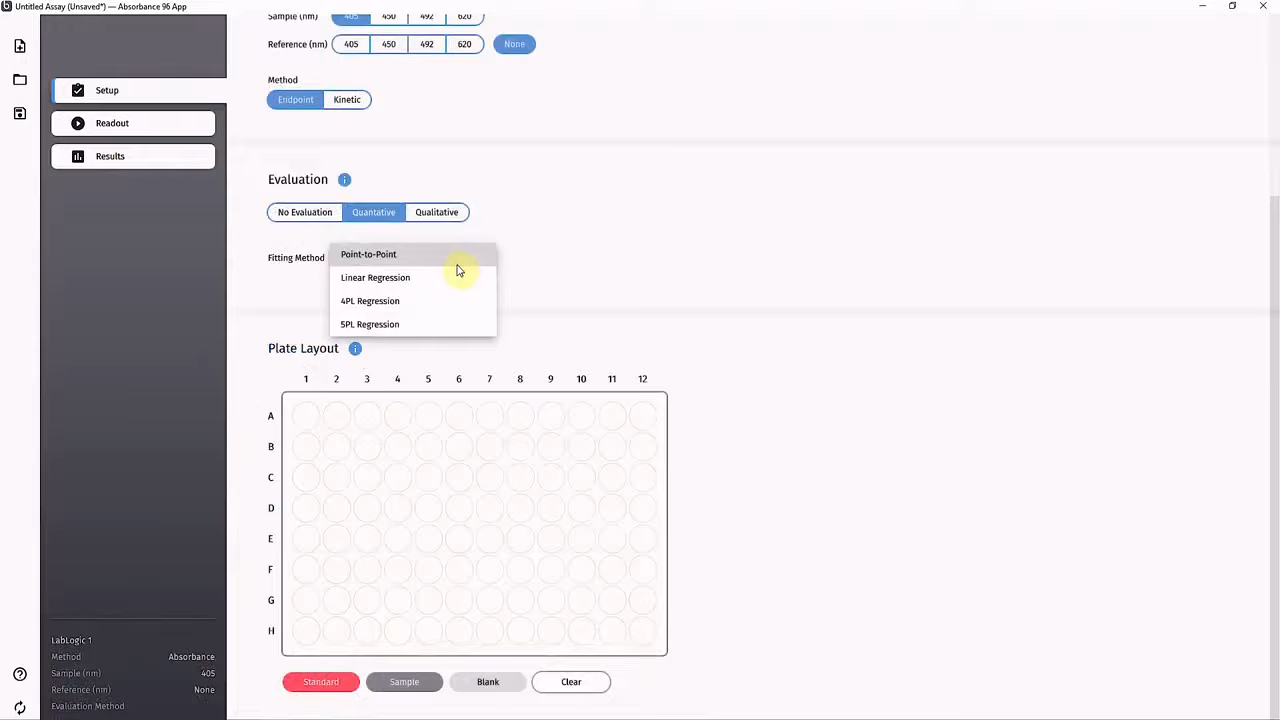 Untitled Assay (Unsaved*) — Absorbance 96 App
Sample (nm) 405 450 492 620
Reference (nm) 405 450 492 620 None
Method
Endpoint Kinetic
Setup
Readout
Results
Evaluation
No Evaluation Quantative Qualitative
Fitting Method
Point-to-Point
Linear Regression
4PL Regression
5PL Regression
Plate Layout
1 2 3 4 5 6 7 8 9 10 11 12
A
B
C
D
E
F
G
H
Standard Sample Blank Clear
LabLogic 1
Method Absorbance
Sample (nm) 405
Reference (nm) None
Evaluation Method